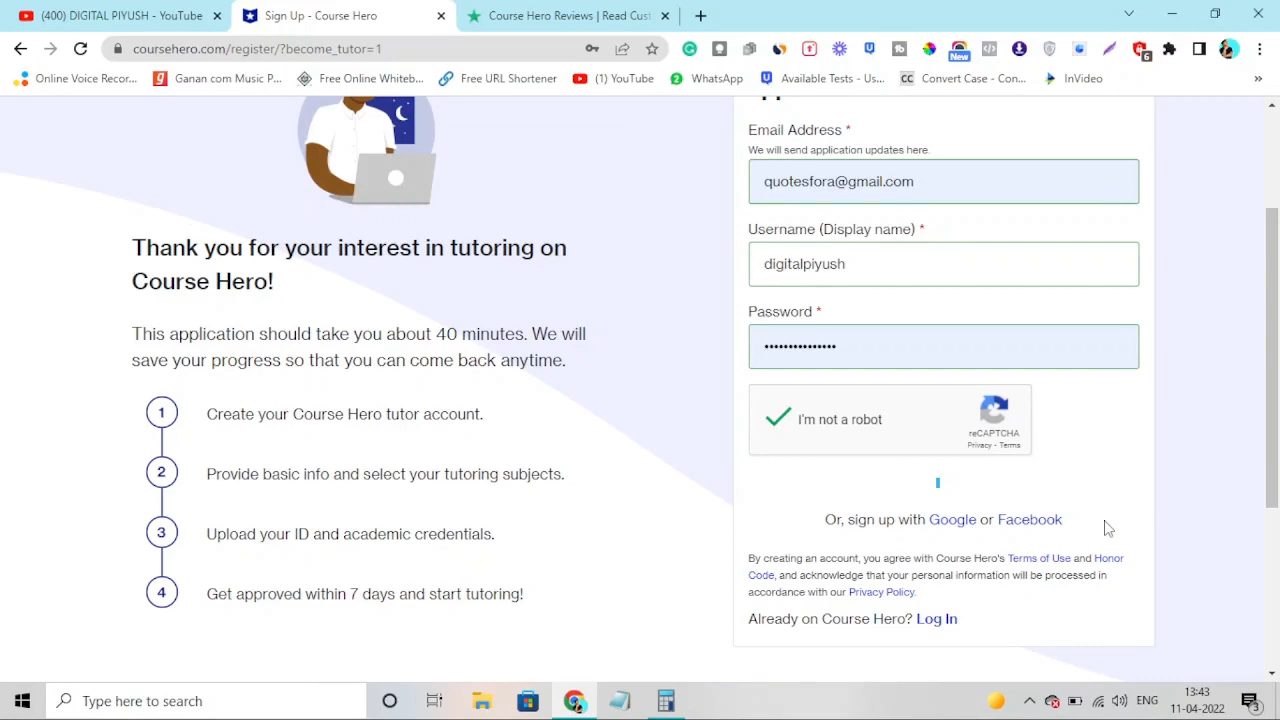 (400) DIGITAL PIYUSH - YouTube
Sign Up - Course Hero
Course Hero Reviews | Read Cust
coursehero.com/register/?become_tutor=1
New
6
Online Voice Recor...
Ganan com Music P...
Free Online Whiteb...
Free URL Shortener
(1) YouTube
WhatsApp
Available Tests - Us...
CC Convert Case - Con...
InVideo
Email Address *
We will send application updates here.
quotesfora@gmail.com
Username (Display name) *
digitalpiyush
Password *
•••••••••••••••
I'm not a robot
reCAPTCHA
Privacy - Terms
Or, sign up with Google or Facebook
By creating an account, you agree with Course Hero's Terms of Use and Honor
Code, and acknowledge that your personal information will be processed in
accordance with our Privacy Policy.
Already on Course Hero? Log In
Thank you for your interest in tutoring on
Course Hero!
This application should take you about 40 minutes. We will
save your progress so that you can come back anytime.
1 Create your Course Hero tutor account.
2 Provide basic info and select your tutoring subjects.
3 Upload your ID and academic credentials.
4 Get approved within 7 days and start tutoring!
Type here to search
ENG
13:43
11-04-2022
3